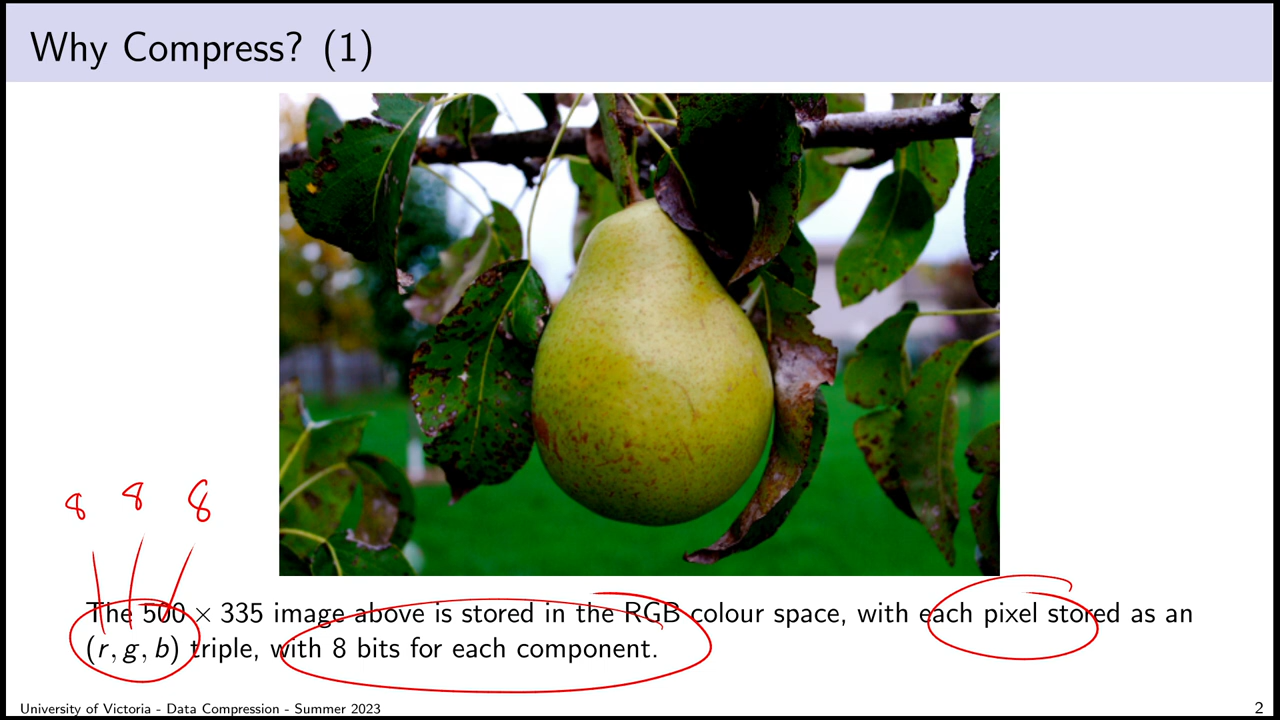 Why Compress? (1)
8 8 8
The 500 × 335 image above is stored in the RGB colour space, with each pixel stored as an
(r, g, b) triple, with 8 bits for each component.
University of Victoria - Data Compression - Summer 2023
2